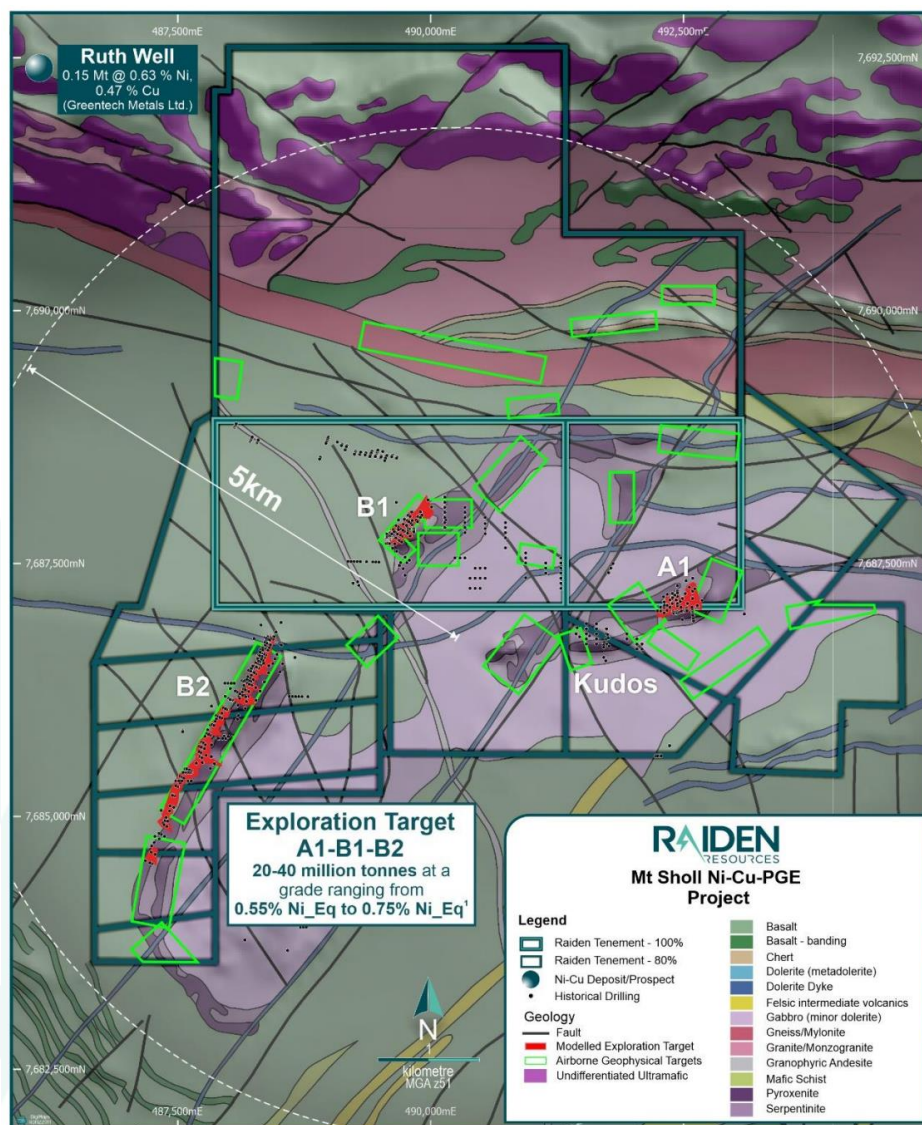 487,500mE
490,000mE
492,500mE
7,692,500mN
Ruth Well
0.15 Mt @ 0.63 % Ni,
0.47 % Cu
(Greentech Metals Ltd.)
7,690,000mN
7,690,000mN
5km
B1
7,687,500mN
7,687,500mN
A1
Kudos
B2
7,685,000mN
7,685,000mN
Exploration Target
A1-B1-B2
20-40 million tonnes at a
grade ranging from
0.55% Ni_Eq to 0.75% Ni_Eq¹
RAIDEN
RESOURCES
Mt Sholl Ni-Cu-PGE
Project
Legend
Raiden Tenement - 100%
Raiden Tenement - 80%
Ni-Cu Deposit/Prospect
Historical Drilling
Geology
Fault
Modelled Exploration Target
Airborne Geophysical Targets
Undifferentiated Ultramafic
Basalt
Basalt - banding
Chert
Dolerite (metadolerite)
Dolerite Dyke
Felsic intermediate volcanics
Gabbro (minor dolerite)
Gneiss/Mylonite
Granite/Monzogranite
Granophyric Andesite
Mafic Schist
Pyroxenite
Serpentinite
N
1
kilometre
MGA z51
7,682,500mN
487,500mE
490,000mE